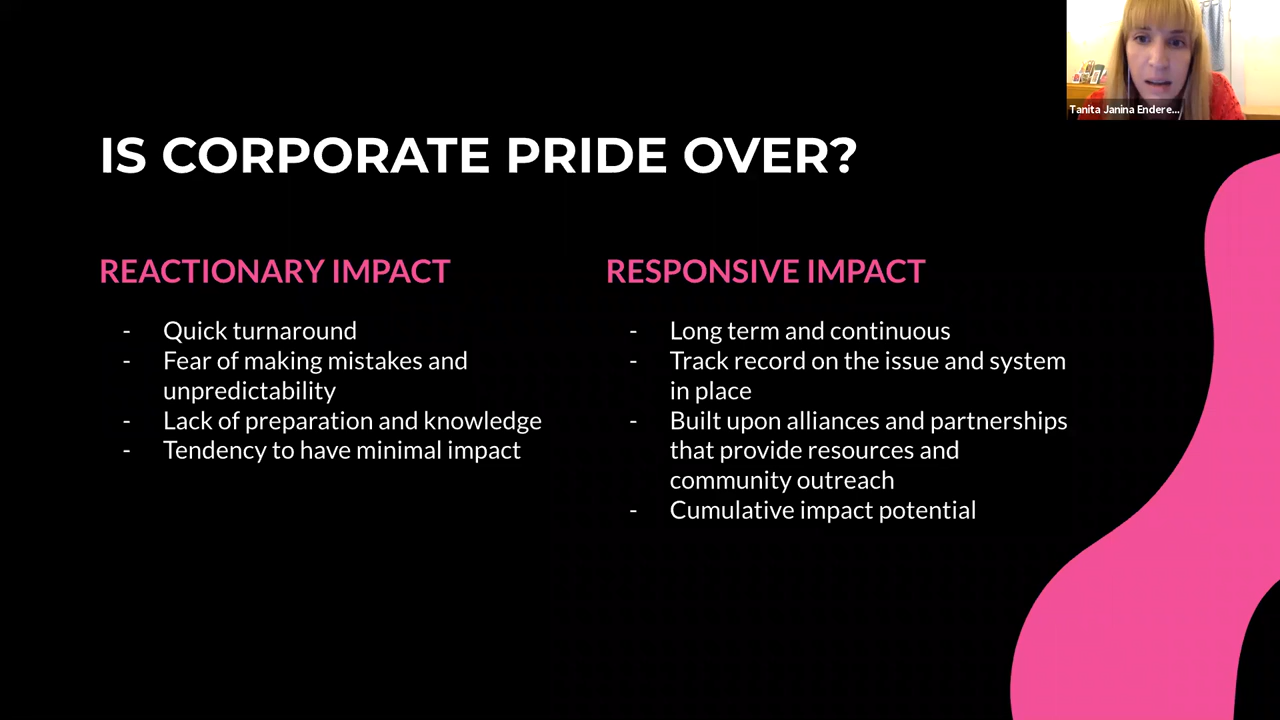 Tanita Janina Endere...
IS CORPORATE PRIDE OVER?
REACTIONARY IMPACT
- Quick turnaround
- Fear of making mistakes and
unpredictability
- Lack of preparation and knowledge
- Tendency to have minimal impact
RESPONSIVE IMPACT
- Long term and continuous
- Track record on the issue and system
in place
- Built upon alliances and partnerships
that provide resources and
community outreach
- Cumulative impact potential